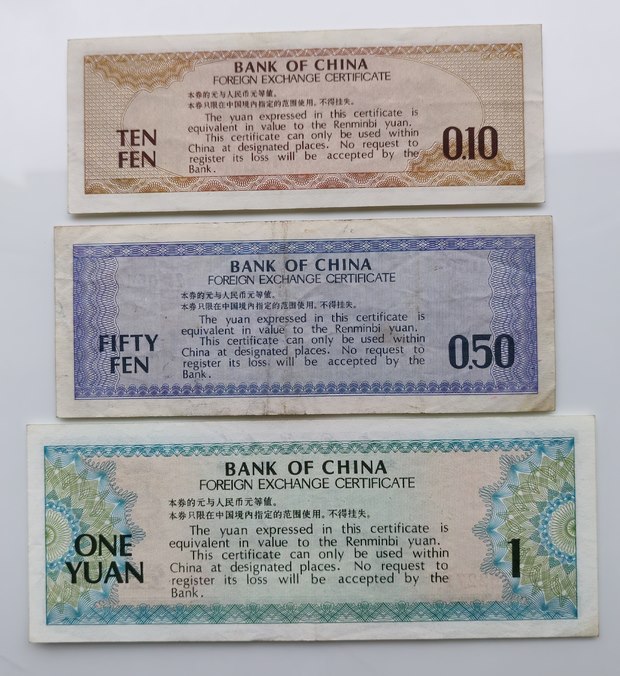 BANK OF CHINA
FOREIGN EXCHANGE CERTIFICATE
本券的元与人民币元等值。
本券只限在中国境内指定的范围使用，不得挂失。
The yuan expressed in this certificate is
equivalent in value to the Renminbi yuan.
This certificate can only be used within
China at designated places. No request to
register its loss will be accepted by the
Bank.
TEN
FEN
0.10
BANK OF CHINA
FOREIGN EXCHANGE CERTIFICATE
本券的元与人民币元等值。
本券只限在中国境内指定的范围使用，不得挂失。
The yuan expressed in this certificate is
equivalent in value to the Renminbi yuan.
This certificate can only be used within
China at designated places. No request to
register its loss will be accepted by the
Bank.
FIFTY
FEN
0.50
BANK OF CHINA
FOREIGN EXCHANGE CERTIFICATE
本券的元与人民币元等值。
本券只限在中国境内指定的范围使用，不得挂失。
The yuan expressed in this certificate is
equivalent in value to the Renminbi yuan.
This certificate can only be used within
China at designated places. No request to
register its loss will be accepted by the
Bank.
ONE
YUAN
1